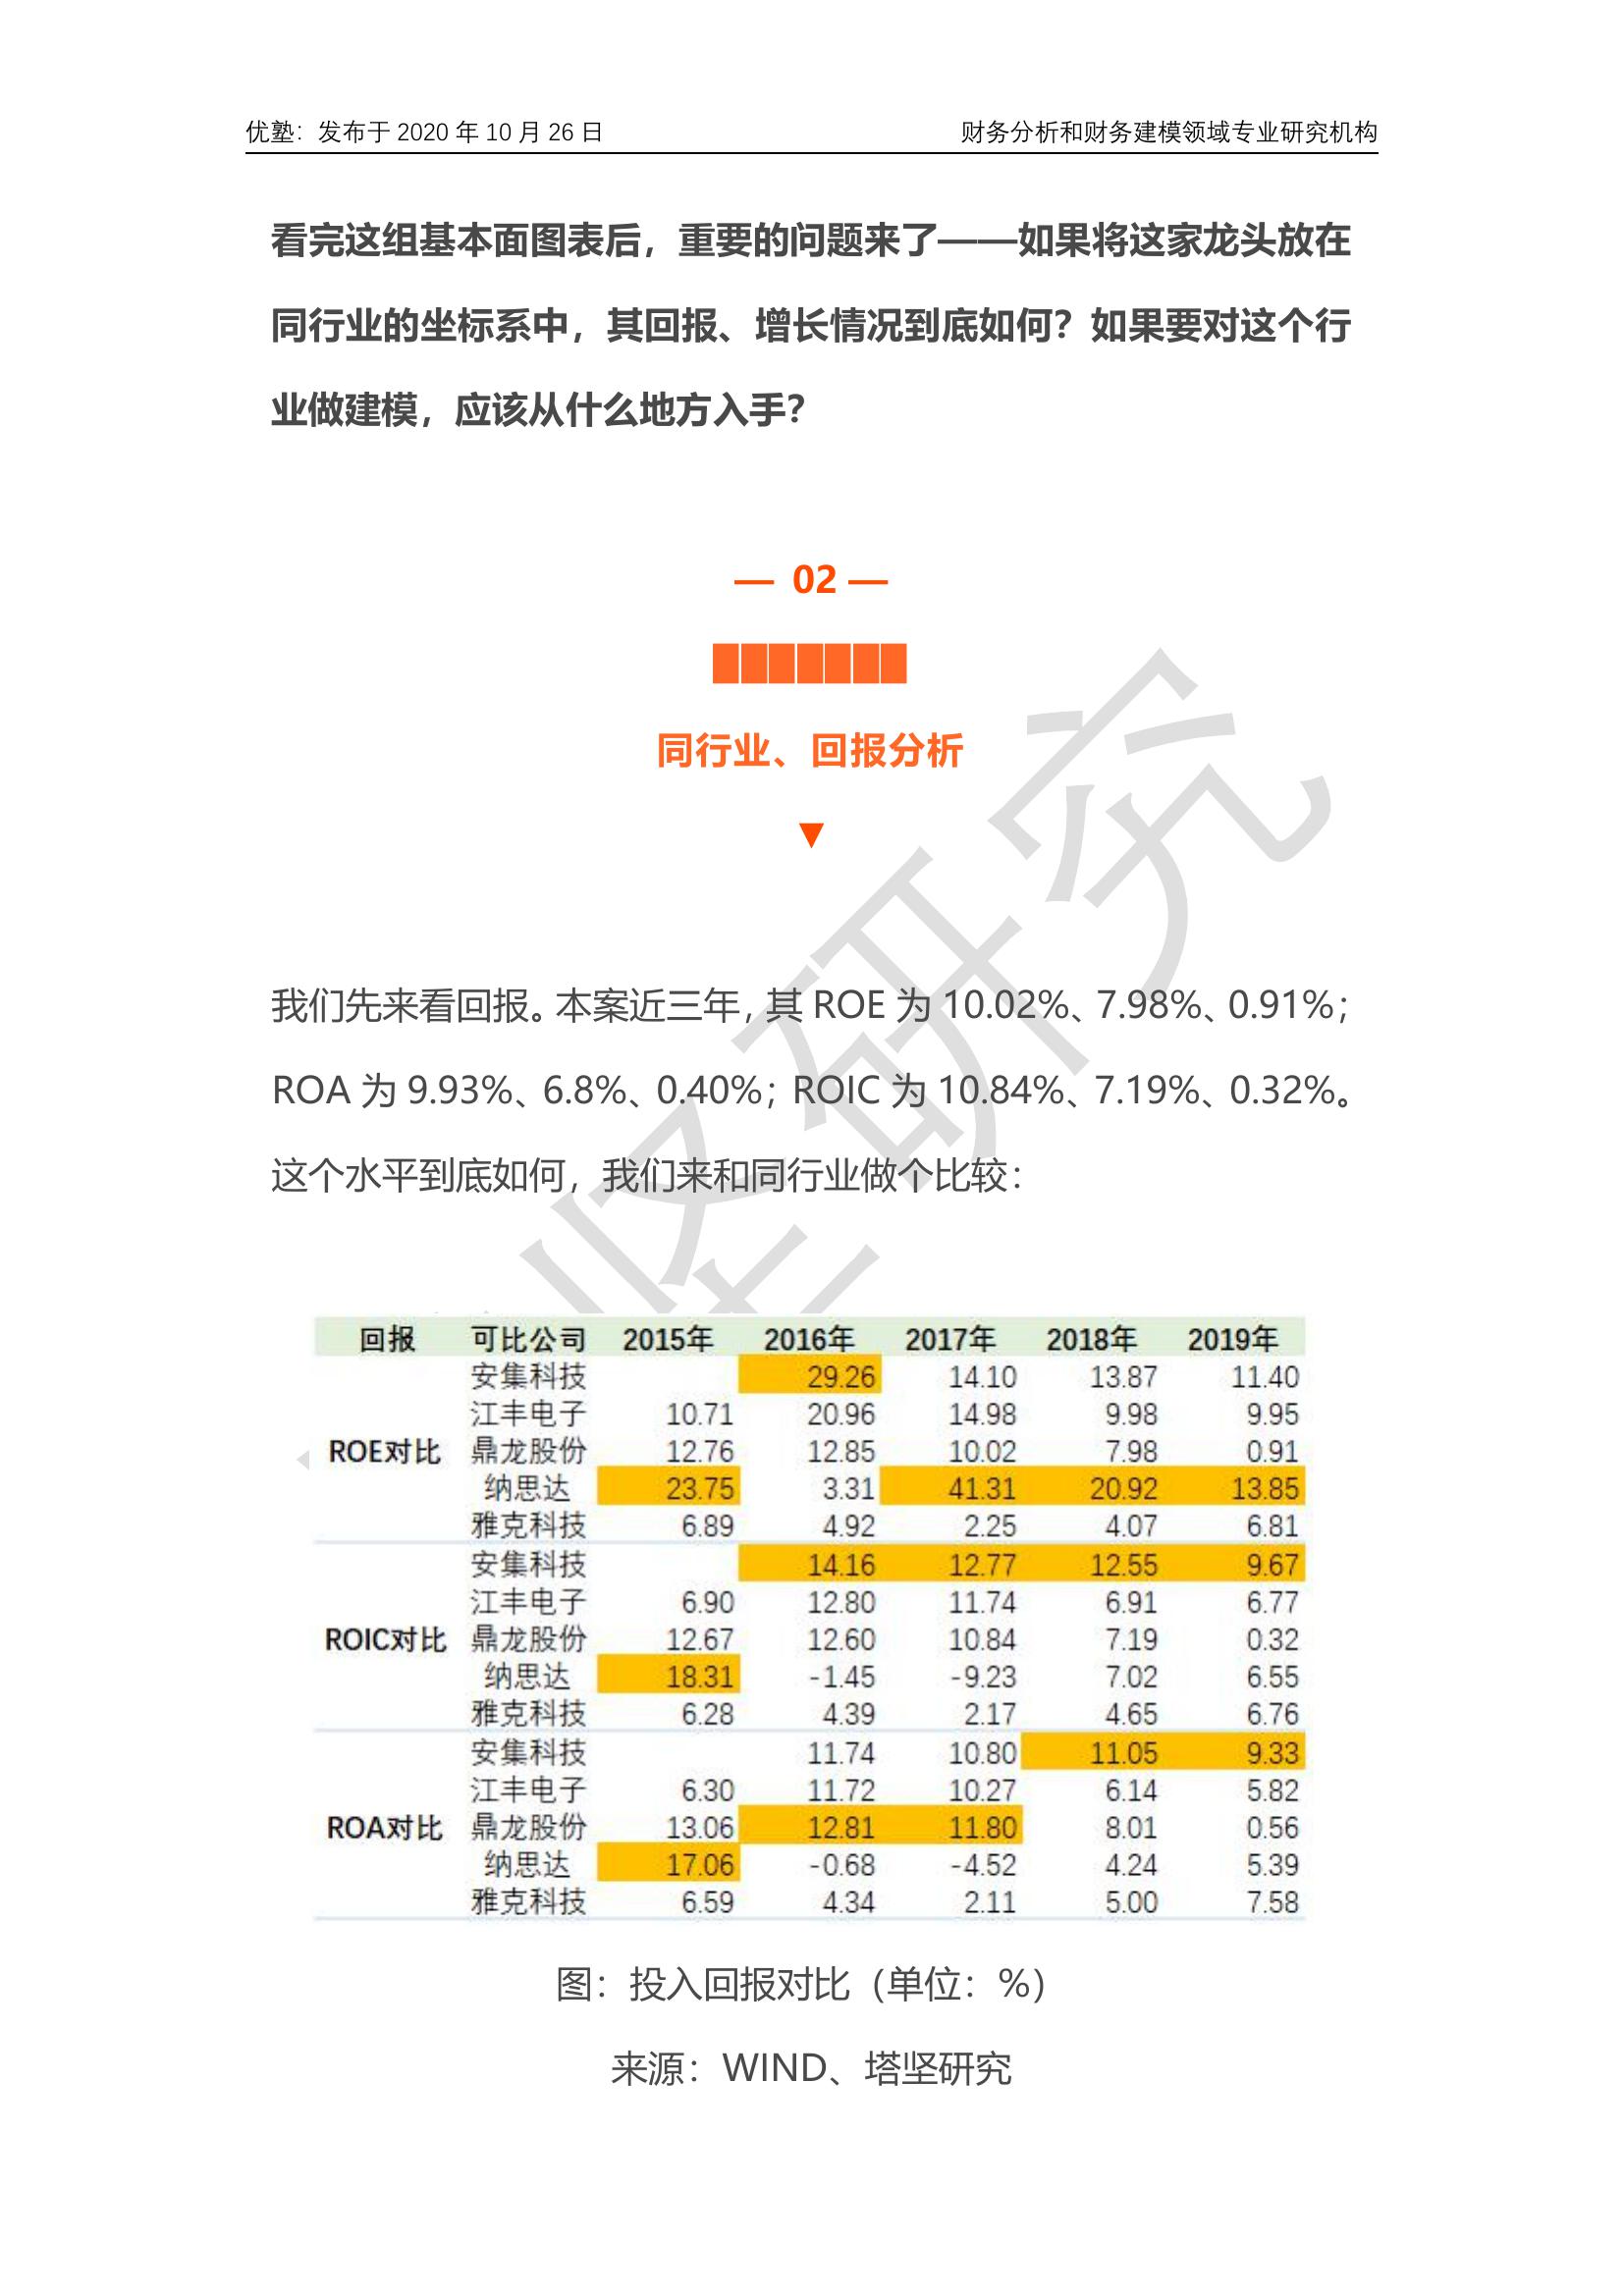 优塾：发布于 2020 年 10 月 26 日 财务分析和财务建模领域专业研究机构
看完这组基本面图表后，重要的问题来了——如果将这家龙头放在
同行业的坐标系中，其回报、增长情况到底如何？如果要对这个行
业做建模，应该从什么地方入手？
— 02 —
同行业、回报分析
▼
我们先来看回报。本案近三年，其 ROE 为 10.02%、7.98%、0.91%；
ROA 为 9.93%、6.8%、0.40%；ROIC 为 10.84%、7.19%、0.32%。
这个水平到底如何，我们来和同行业做个比较：
回报 可比公司 2015年 2016年 2017年 2018年 2019年
安集科技 29.26 14.10 13.87 11.40
江丰电子 10.71 20.96 14.98 9.98 9.95
ROE对比 鼎龙股份 12.76 12.85 10.02 7.98 0.91
纳思达 23.75 3.31 41.31 20.92 13.85
雅克科技 6.89 4.92 2.25 4.07 6.81
安集科技 14.16 12.77 12.55 9.67
江丰电子 6.90 12.80 11.74 6.91 6.77
ROIC对比 鼎龙股份 12.67 12.60 10.84 7.19 0.32
纳思达 18.31 -1.45 -9.23 7.02 6.55
雅克科技 6.28 4.39 2.17 4.65 6.76
安集科技 11.74 10.80 11.05 9.33
江丰电子 6.30 11.72 10.27 6.14 5.82
ROA对比 鼎龙股份 13.06 12.81 11.80 8.01 0.56
纳思达 17.06 -0.68 -4.52 4.24 5.39
雅克科技 6.59 4.34 2.11 5.00 7.58
图：投入回报对比（单位：%）
来源：WIND、塔坚研究
坚研究